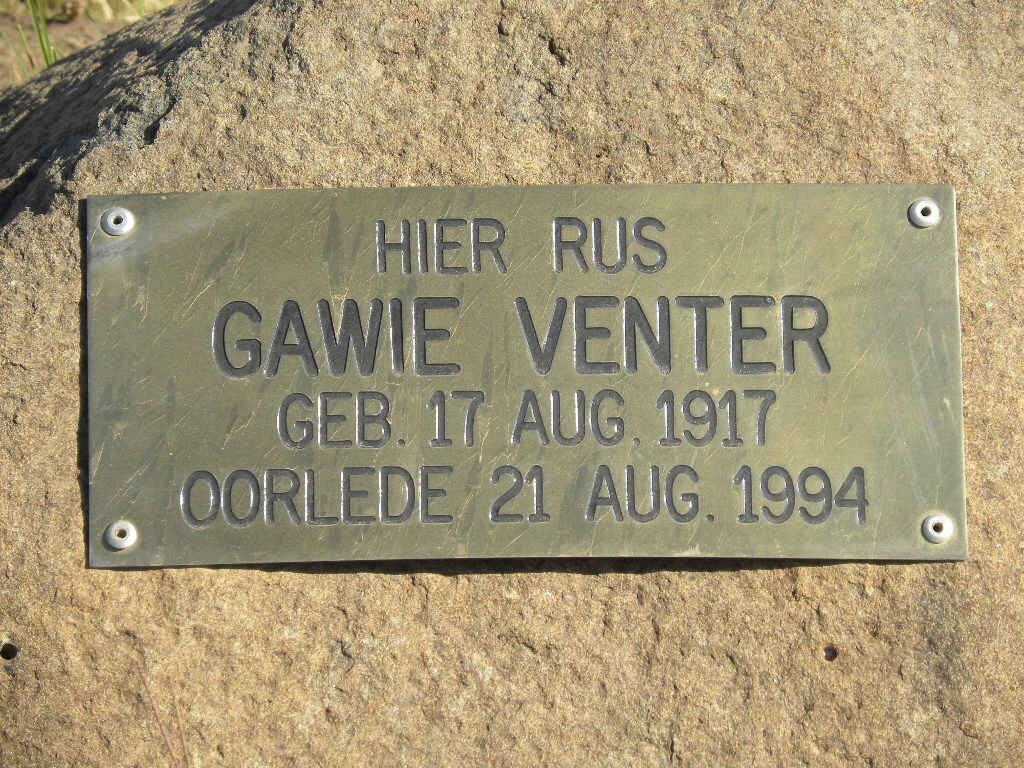 HIER RUS
GAWIE VENTER
GEB. 17 AUG. 1917
OORLEDE 21 AUG. 1994